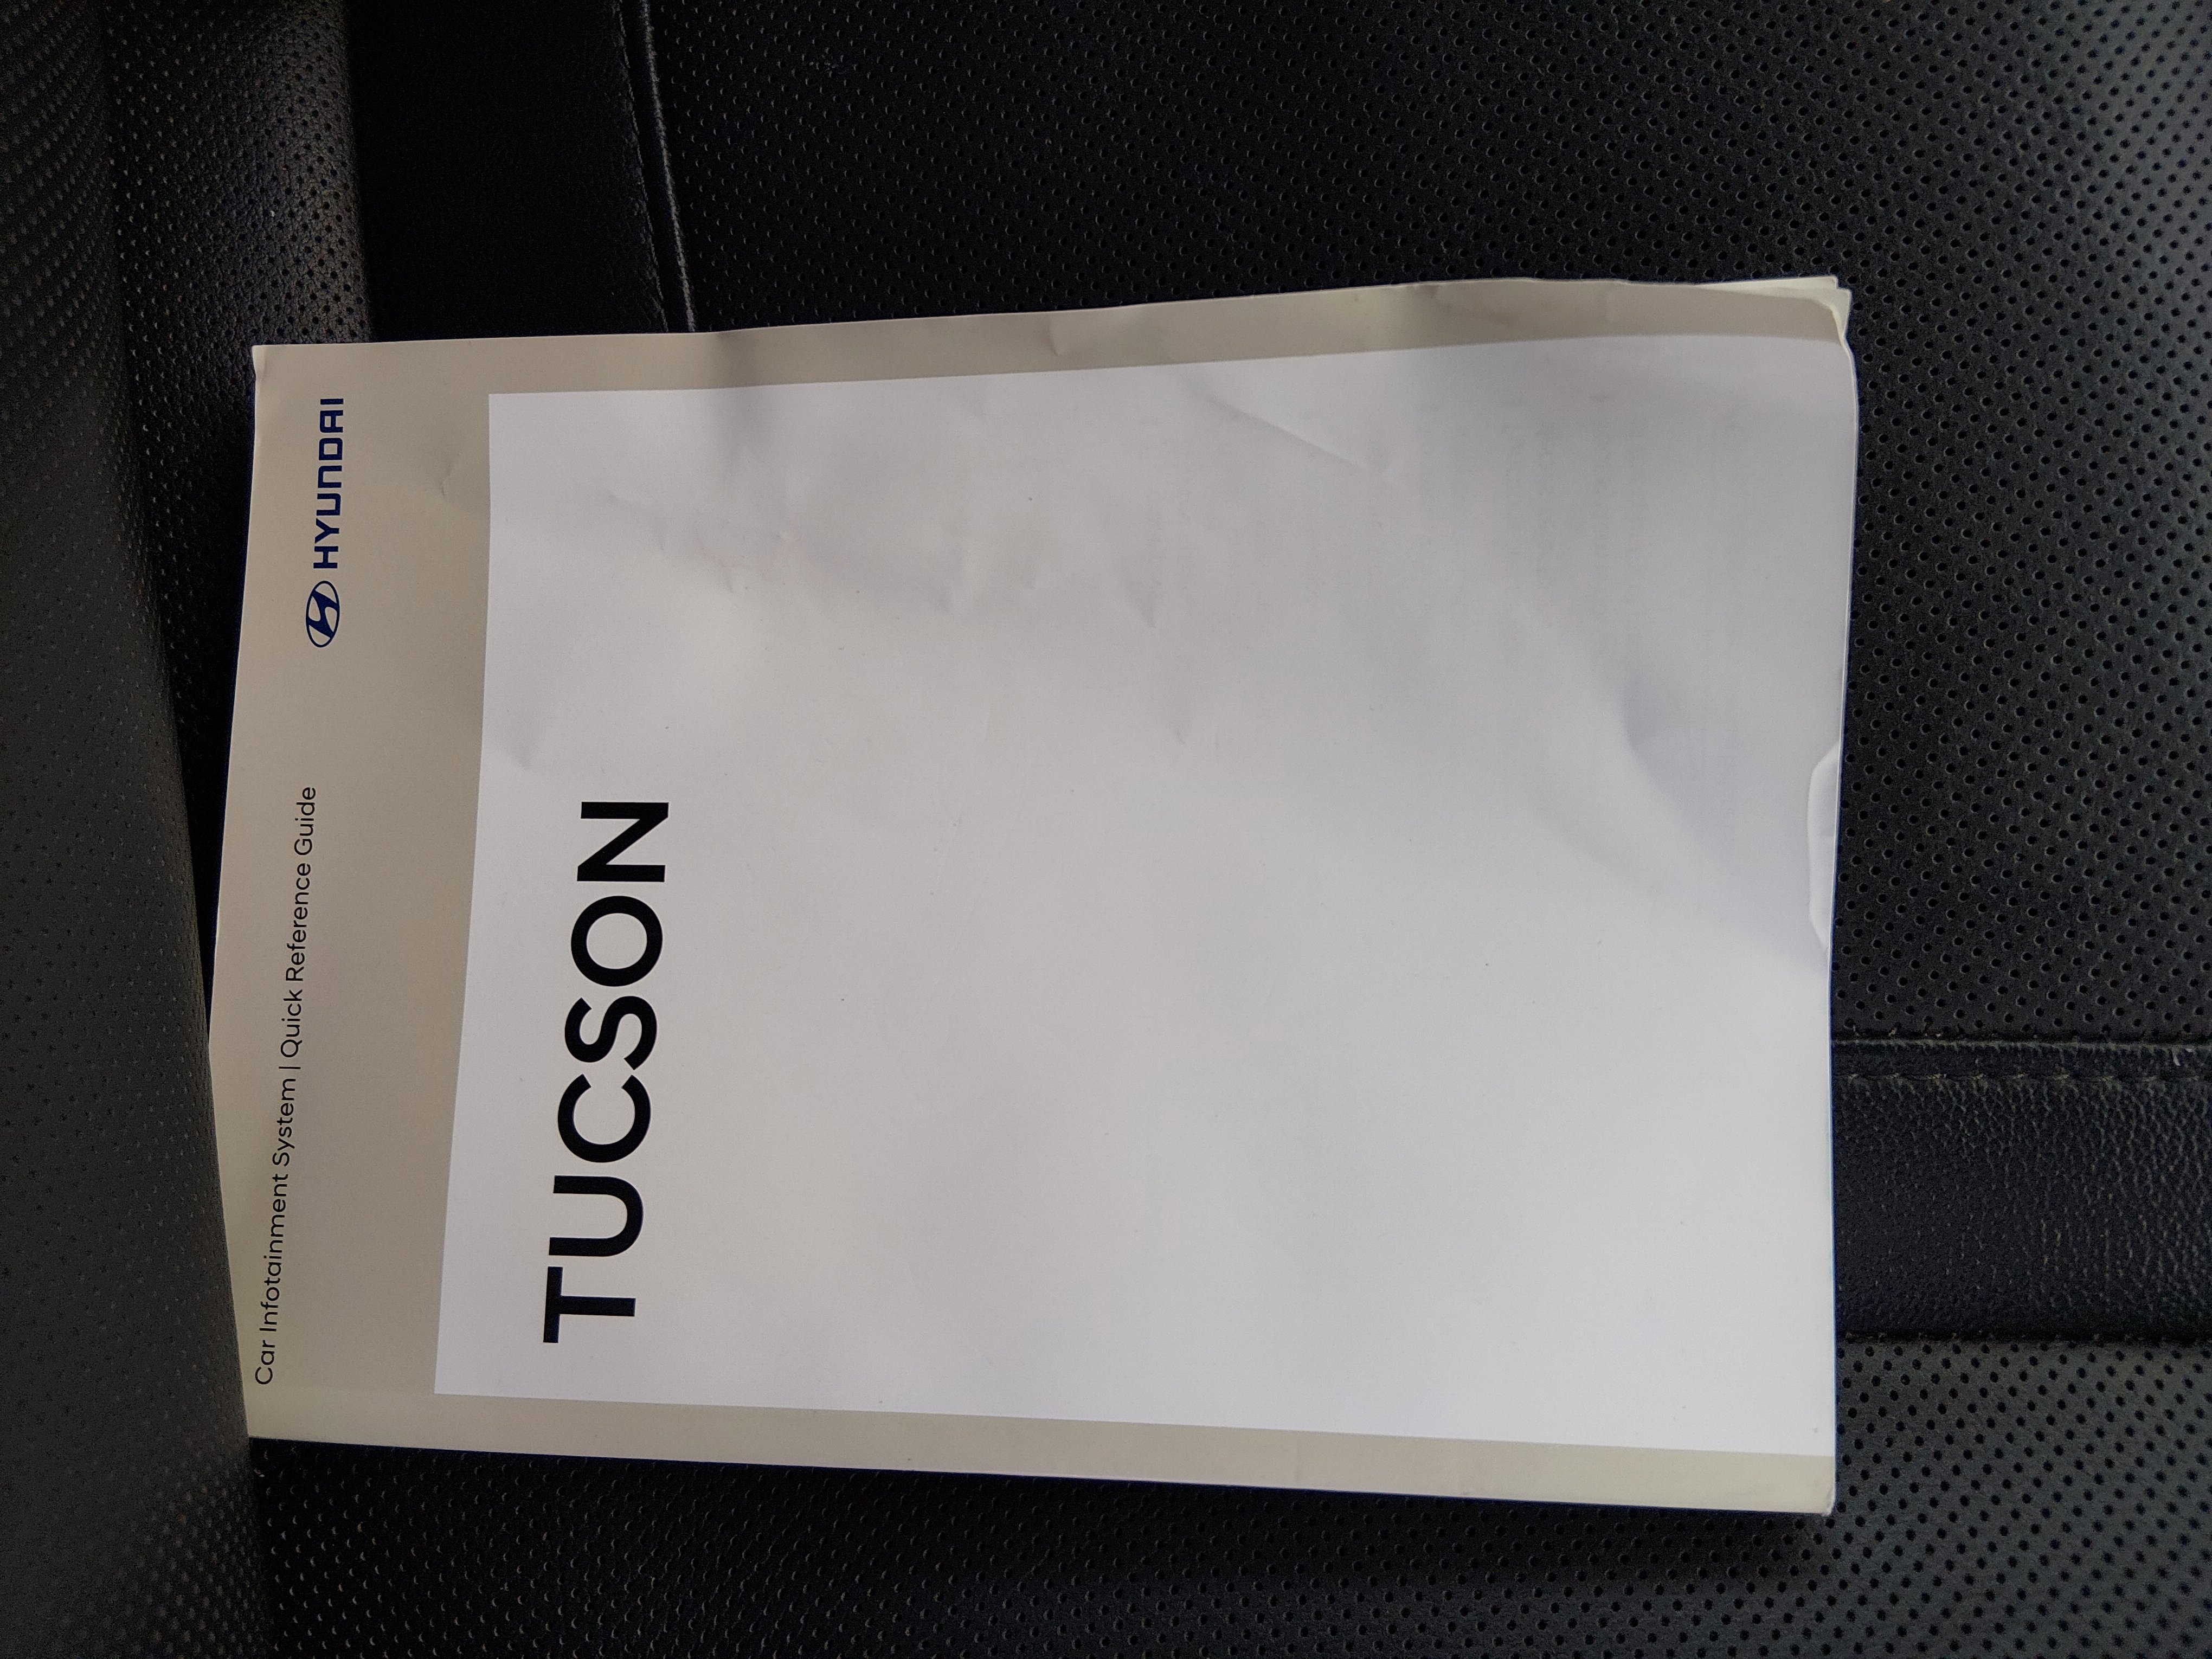 Car Infotainment System | Quick Reference Guide
HYUNDAI
TUCSON